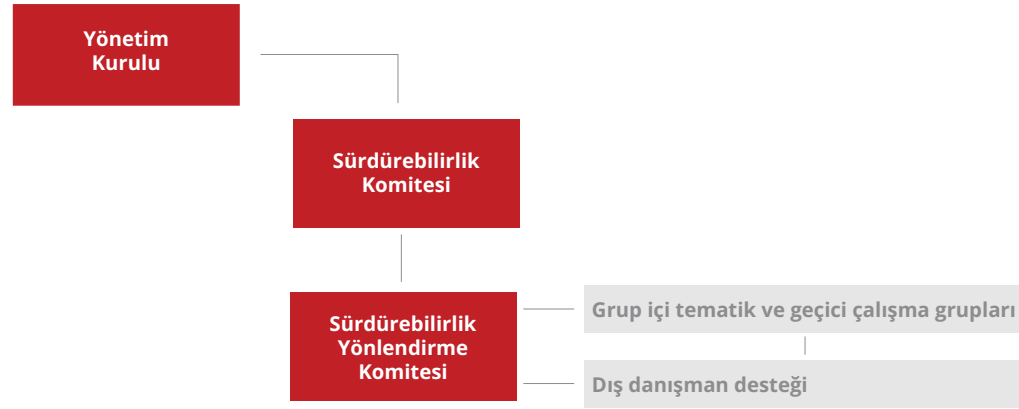 Yönetim
Kurulu
Sürdürebilirlik
Komitesi
Sürdürebilirlik
Yönlendirme
Komitesi
Grup içi tematik ve geçici çalışma grupları
Dış danışman desteği